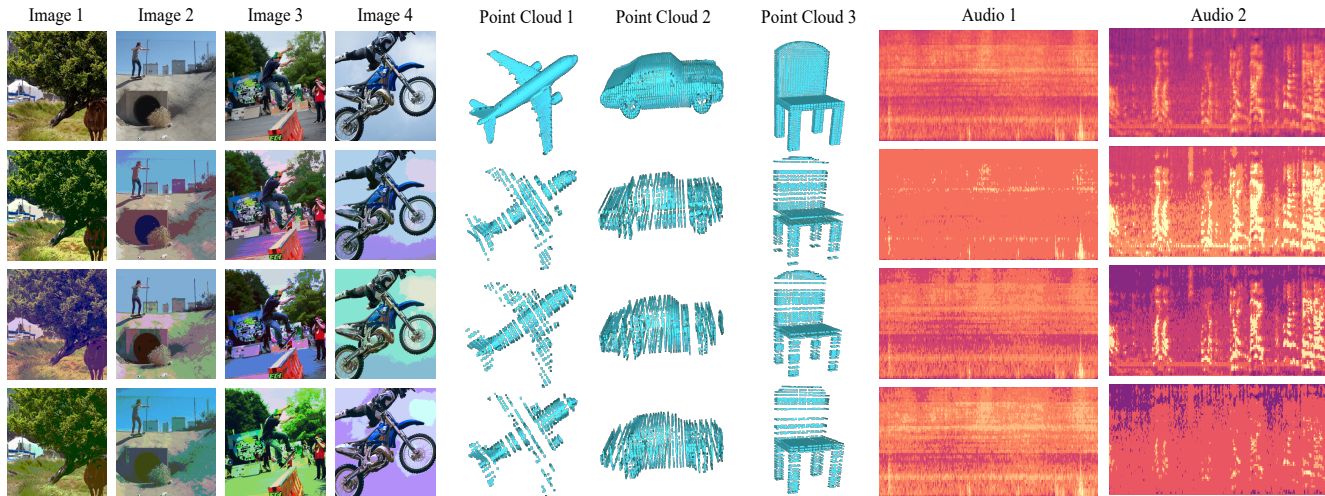 Image 1
Image 2
Image 3
Image 4
Point Cloud 1
Point Cloud 2
Point Cloud 3
Audio 1
Audio 2